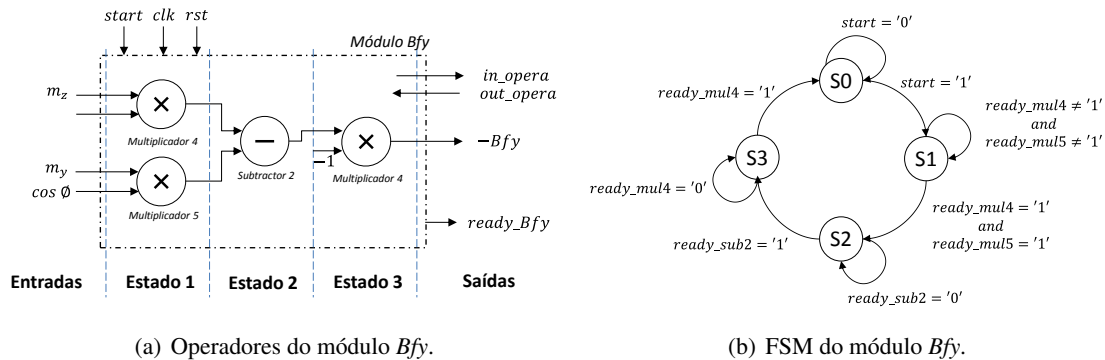 start clk rst
Módulo Bfy
m_z
×
Multiplicador 4
m_y
cos ∅
×
Multiplicador 5
−
Subtractor 2
−1
×
Multiplicador 4
in_opera
out_opera
−Bfy
ready_Bfy
Entradas Estado 1 Estado 2 Estado 3 Saídas
(a) Operadores do módulo Bfy.
start = '0'
S0
start = '1'
ready_mul4 = '1'
ready_mul4 ≠ '1'
and
ready_mul5 ≠ '1'
S3
S1
ready_mul4 = '0'
ready_mul4 = '1'
and
ready_mul5 = '1'
S2
ready_sub2 = '1'
ready_sub2 = '0'
(b) FSM do módulo Bfy.